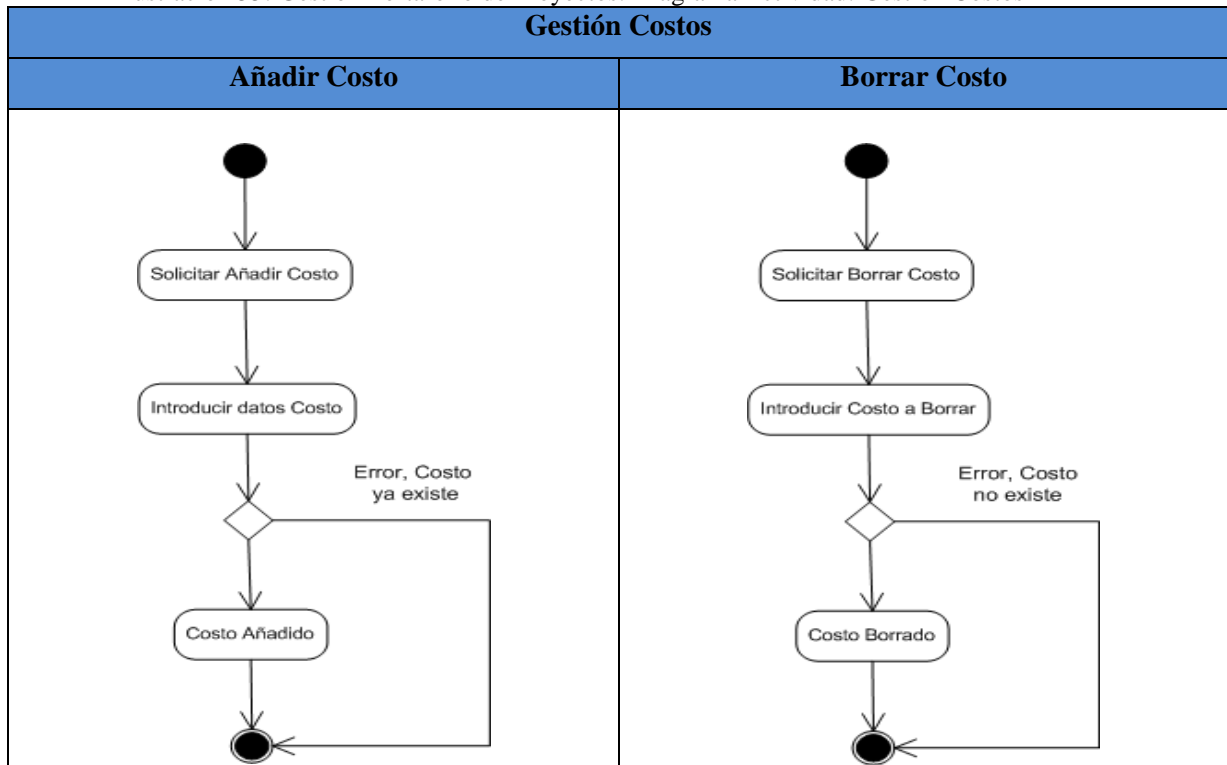 Gestión Costos
Añadir Costo
Borrar Costo
Solicitar Añadir Costo
Introducir datos Costo
Error, Costo
ya existe
Costo Añadido
Solicitar Borrar Costo
Introducir Costo a Borrar
Error, Costo
no existe
Costo Borrado